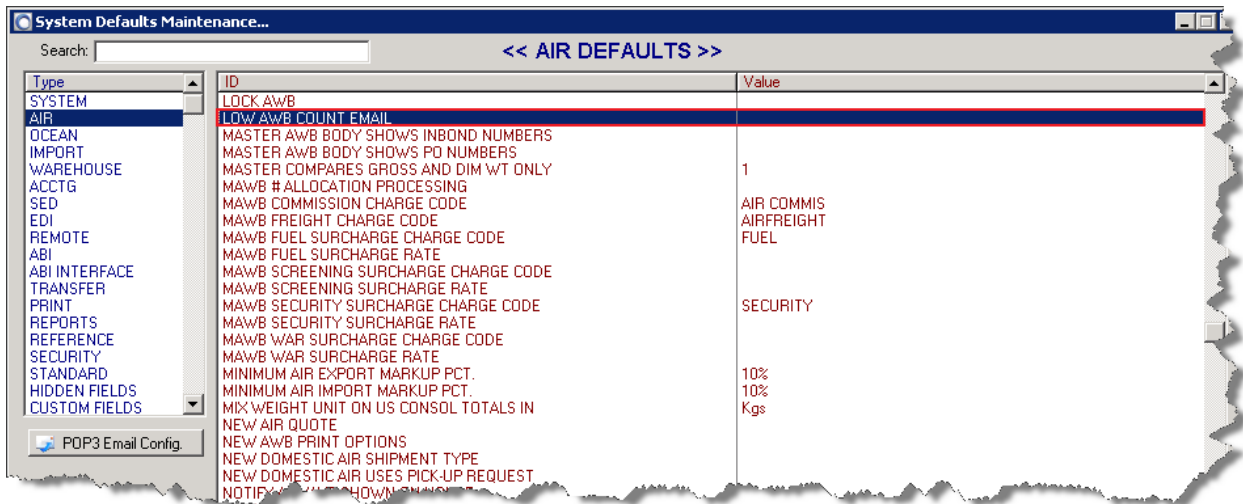 System Defaults Maintenance...
Search:
<< AIR DEFAULTS >>
Type
SYSTEM
AIR
OCEAN
IMPORT
WAREHOUSE
ACCTG
SED
EDI
REMOTE
ABI
ABI INTERFACE
TRANSFER
PRINT
REPORTS
REFERENCE
SECURITY
STANDARD
HIDDEN FIELDS
CUSTOM FIELDS
POP3 Email Config.
ID Value
LOCK AWB
LOW AWB COUNT EMAIL
MASTER AWB BODY SHOWS INBOND NUMBERS
MASTER AWB BODY SHOWS PO NUMBERS
MASTER COMPARES GROSS AND DIM WT ONLY 1
MAWB # ALLOCATION PROCESSING
MAWB COMMISSION CHARGE CODE AIR COMMIS
MAWB FREIGHT CHARGE CODE AIRFREIGHT
MAWB FUEL SURCHARGE CHARGE CODE FUEL
MAWB FUEL SURCHARGE RATE
MAWB SCREENING SURCHARGE CHARGE CODE
MAWB SCREENING SURCHARGE RATE
MAWB SECURITY SURCHARGE CHARGE CODE SECURITY
MAWB SECURITY SURCHARGE RATE
MAWB WAR SURCHARGE CHARGE CODE
MAWB WAR SURCHARGE RATE
MINIMUM AIR EXPORT MARKUP PCT. 10%
MINIMUM AIR IMPORT MARKUP PCT. 10%
MIX WEIGHT UNIT ON US CONSOL TOTALS IN Kgs
NEW AIR QUOTE
NEW AWB PRINT OPTIONS
NEW DOMESTIC AIR SHIPMENT TYPE
NEW DOMESTIC AIR USES PICK-UP REQUEST